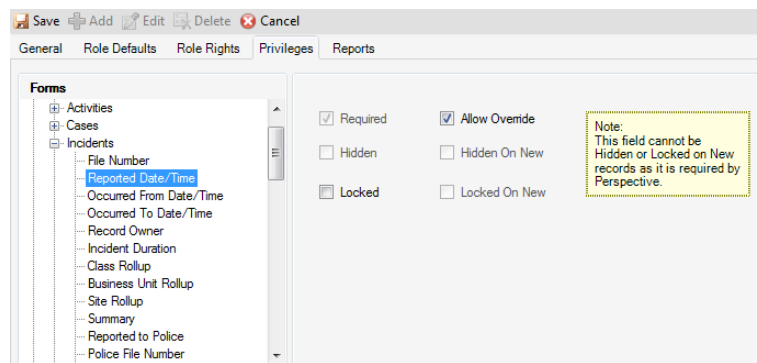 Save Add Edit Delete Cancel
General Role Defaults Role Rights Privileges Reports
Forms
Activities
Cases
Incidents
File Number
Reported Date/Time
Occurred From Date/Time
Occurred To Date/Time
Record Owner
Incident Duration
Class Rollup
Business Unit Rollup
Site Rollup
Summary
Reported to Police
Police File Number
Required Allow Override
Hidden Hidden On New
Locked Locked On New
Note:
This field cannot be
Hidden or Locked on New
records as it is required by
Perspective.